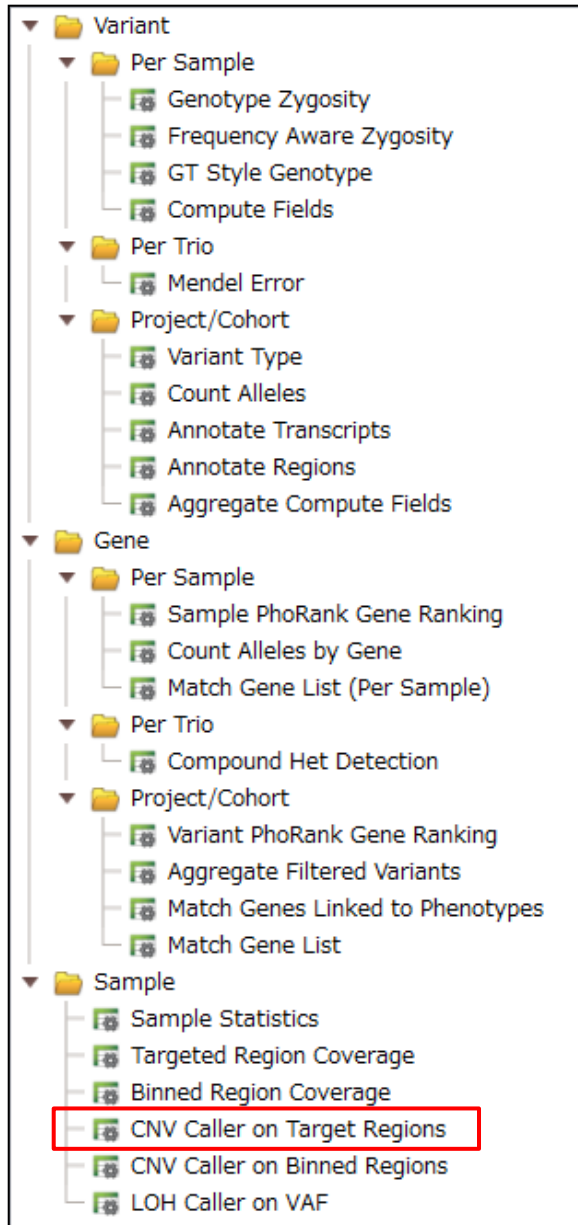 Variant
Per Sample
Genotype Zygosity
Frequency Aware Zygosity
GT Style Genotype
Compute Fields
Per Trio
Mendel Error
Project/Cohort
Variant Type
Count Alleles
Annotate Transcripts
Annotate Regions
Aggregate Compute Fields
Gene
Per Sample
Sample PhoRank Gene Ranking
Count Alleles by Gene
Match Gene List (Per Sample)
Per Trio
Compound Het Detection
Project/Cohort
Variant PhoRank Gene Ranking
Aggregate Filtered Variants
Match Genes Linked to Phenotypes
Match Gene List
Sample
Sample Statistics
Targeted Region Coverage
Binned Region Coverage
CNV Caller on Target Regions
CNV Caller on Binned Regions
LOH Caller on VAF